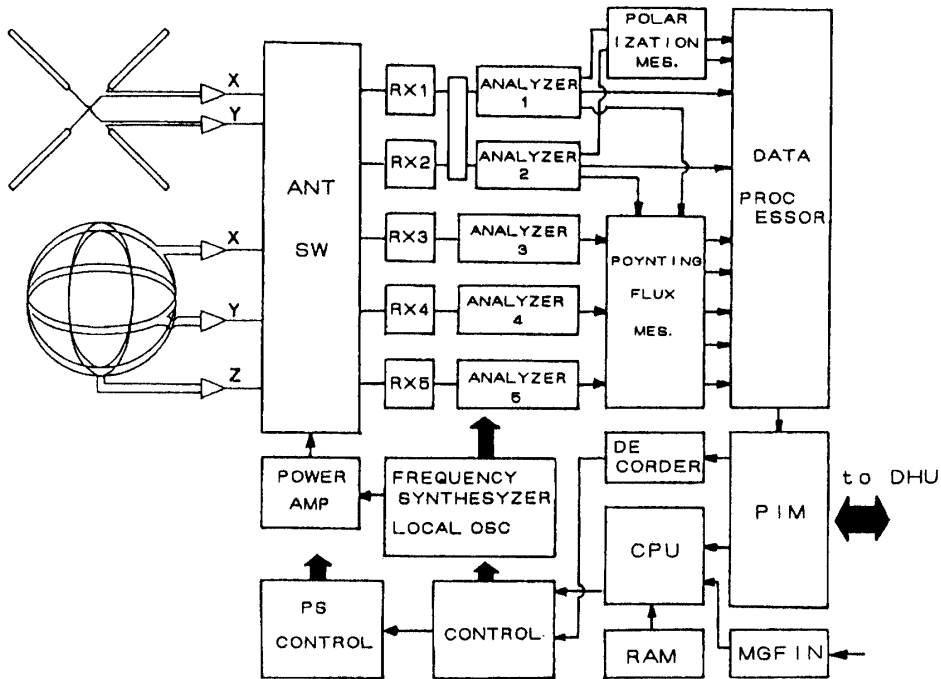 X
Y
X
Y
Z
ANT
SW
RX1
RX2
RX3
RX4
RX5
ANALYZER
1
ANALYZER
2
ANALYZER
3
ANALYZER
4
ANALYZER
5
POLAR
IZATION
MES.
POYNTING
FLUX
MES.
DATA
PROC
ESSOR
POWER
AMP
FREQUENCY
SYNTHESYZER
LOCAL OSC
DE
CORDER
PIM
to DHU
CPU
PS
CONTROL
CONTROL
RAM
MGFIN